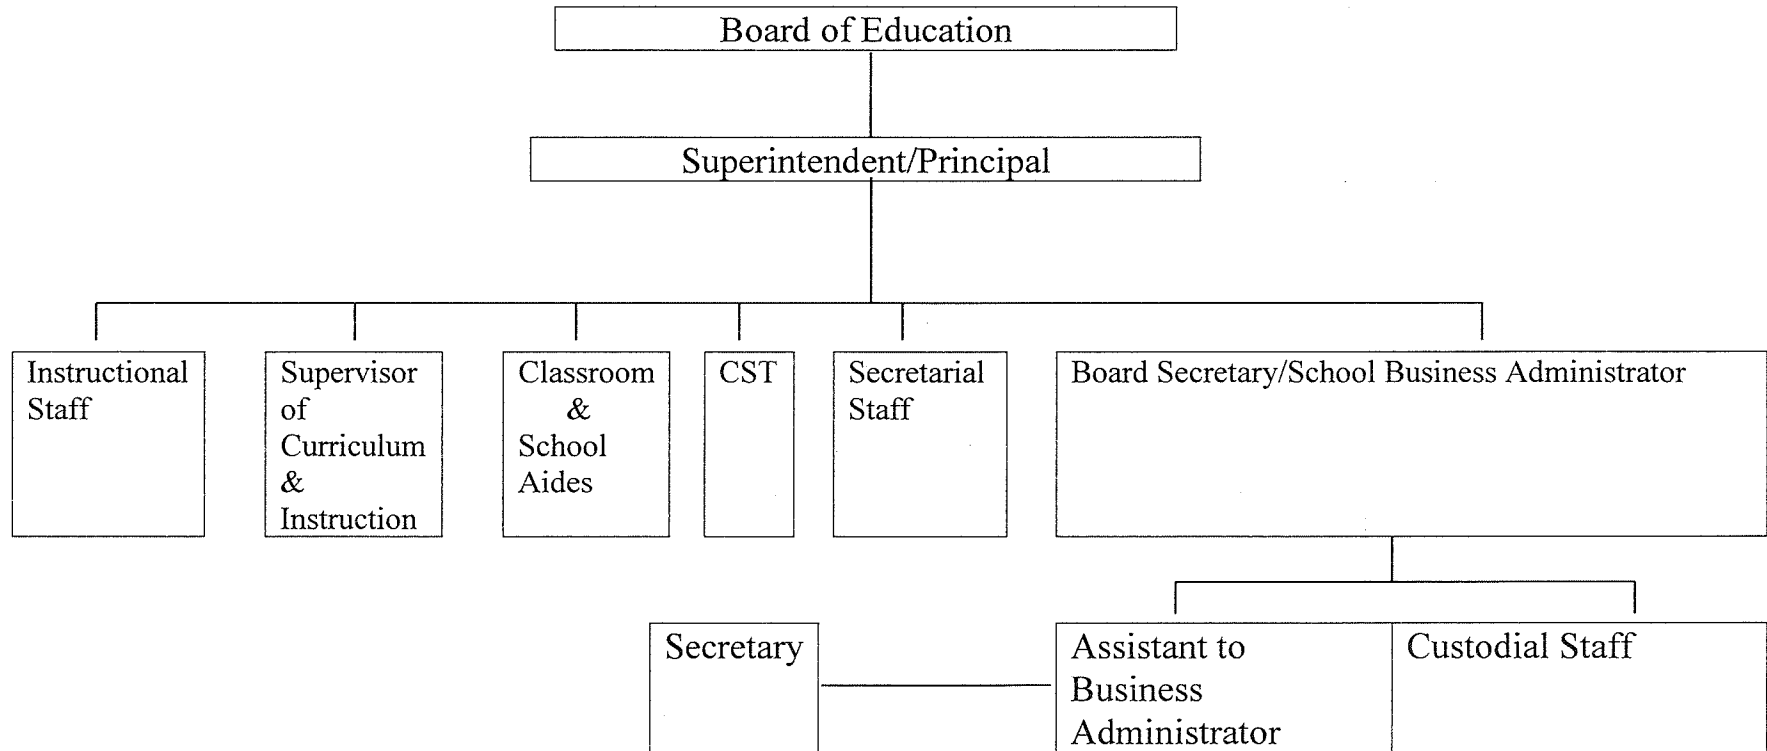 Board of Education
Superintendent/Principal
Instructional
Staff
Supervisor
of
Curriculum
&
Instruction
Classroom
&
School
Aides
CST
Secretarial
Staff
Board Secretary/School Business Administrator
Secretary
Assistant to
Business
Administrator
Custodial Staff